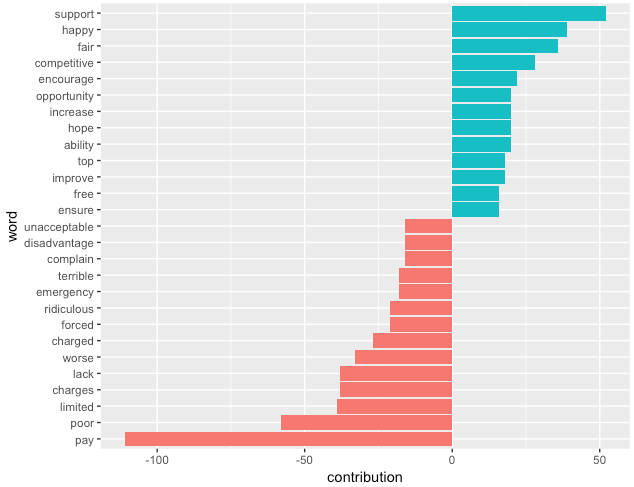 support
happy
fair
competitive
encourage
opportunity
increase
hope
ability
top
improve
free
ensure
unacceptable
disadvantage
complain
terrible
emergency
ridiculous
forced
charged
worse
lack
charges
limited
poor
pay
word
-100 -50 0 50
contribution